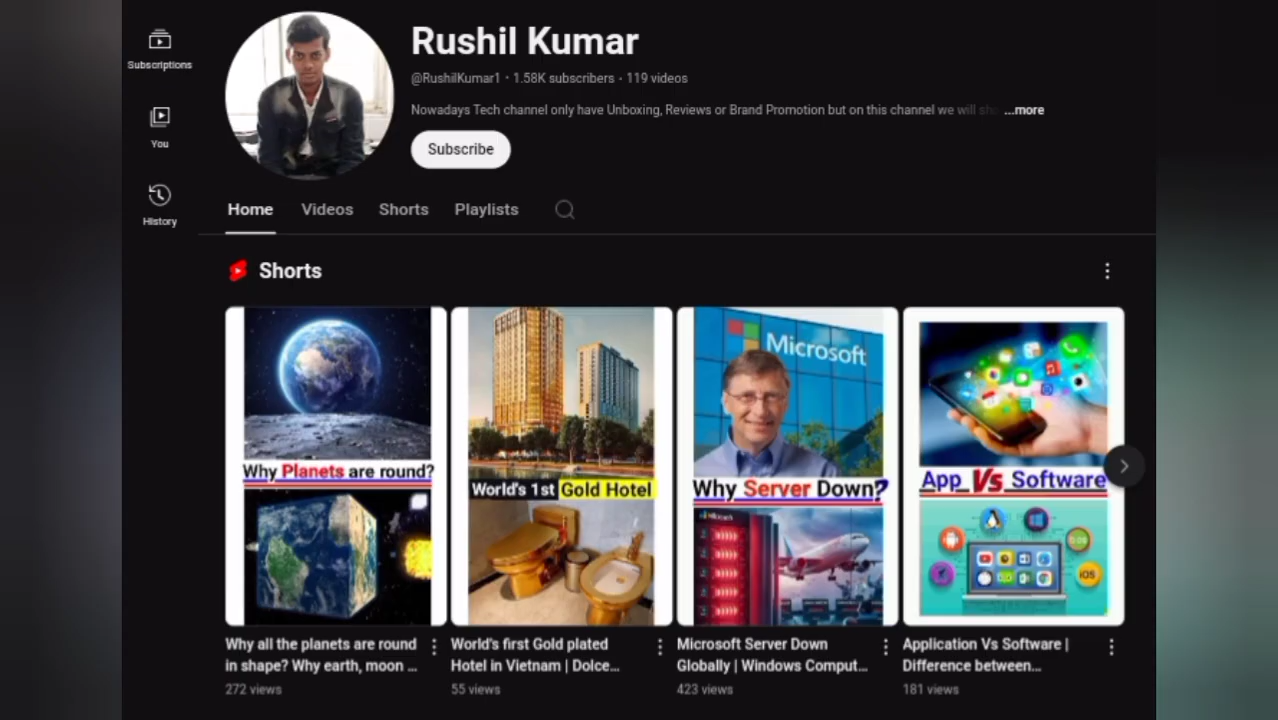 Rushil Kumar
@RushilKumar1 · 1.58K subscribers · 119 videos
Nowadays Tech channel only have Unboxing, Reviews or Brand Promotion but on this channel we will ...more
Subscriptions
You
History
Subscribe
Home Videos Shorts Playlists
Shorts
Why Planets are round?
World's 1st Gold Hotel
Microsoft
Why Server Down?
App Vs Software
iOS
Why all the planets are round
in shape? Why earth, moon ...
272 views
World's first Gold plated
Hotel in Vietnam | Dolce...
55 views
Microsoft Server Down
Globally | Windows Comput...
423 views
Application Vs Software |
Difference between...
181 views